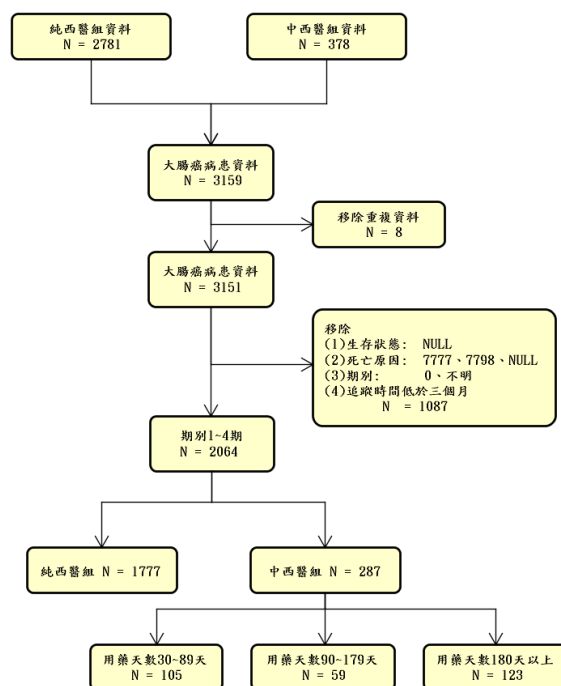 純西醫組資料
N = 2781
中西醫組資料
N = 378
大腸癌病患資料
N = 3159
移除重複資料
N = 8
大腸癌病患資料
N = 3151
移除
(1)生存狀態: NULL
(2)死亡原因: 7777、7798、NULL
(3)期別: 0、不明
(4)追蹤時間低於三個月
N = 1087
期別1~4期
N = 2064
純西醫組 N = 1777
中西醫組 N = 287
用藥天數30~89天
N = 105
用藥天數90~179天
N = 59
用藥天數180天以上
N = 123